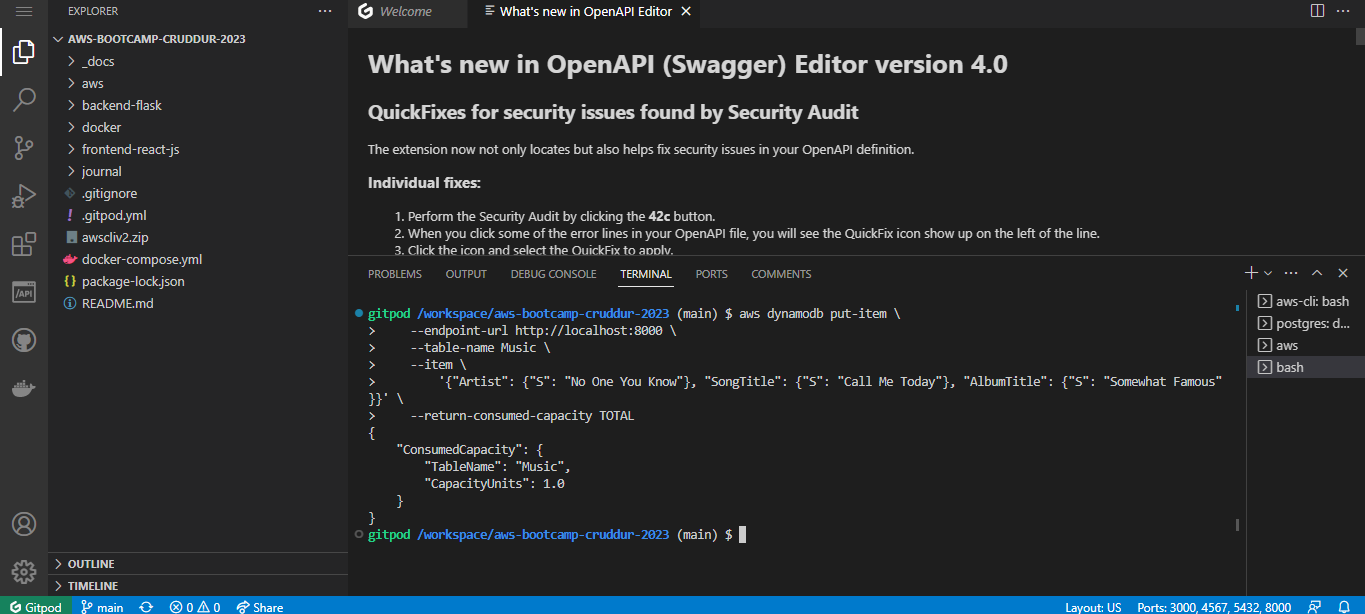 EXPLORER
Welcome
What's new in OpenAPI Editor
AWS-BOOTCAMP-CRUDDUR-2023
_docs
aws
backend-flask
docker
frontend-react-js
journal
.gitignore
.gitpod.yml
awscliv2.zip
docker-compose.yml
package-lock.json
README.md
OUTLINE
TIMELINE
/API
What's new in OpenAPI (Swagger) Editor version 4.0
QuickFixes for security issues found by Security Audit
The extension now not only locates but also helps fix security issues in your OpenAPI definition.
Individual fixes:
1. Perform the Security Audit by clicking the 42c button.
2. When you click some of the error lines in your OpenAPI file, you will see the QuickFix icon show up on the left of the line.
3. Click the icon and select the QuickFix to apply.
PROBLEMS OUTPUT DEBUG CONSOLE TERMINAL PORTS COMMENTS
gitpod /workspace/aws-bootcamp-cruddur-2023 (main) $ aws dynamodb put-item \
> --endpoint-url http://localhost:8000 \
> --table-name Music \
> --item \
> '{"Artist": {"S": "No One You Know"}, "SongTitle": {"S": "Call Me Today"}, "AlbumTitle": {"S": "Somewhat Famous"
}}' \
> --return-consumed-capacity TOTAL
{
"ConsumedCapacity": {
"TableName": "Music",
"CapacityUnits": 1.0
}
}
gitpod /workspace/aws-bootcamp-cruddur-2023 (main) $
aws-cli: bash
postgres: d...
aws
bash
Gitpod main 0 0 Share Layout: US Ports: 3000, 4567, 5432, 8000